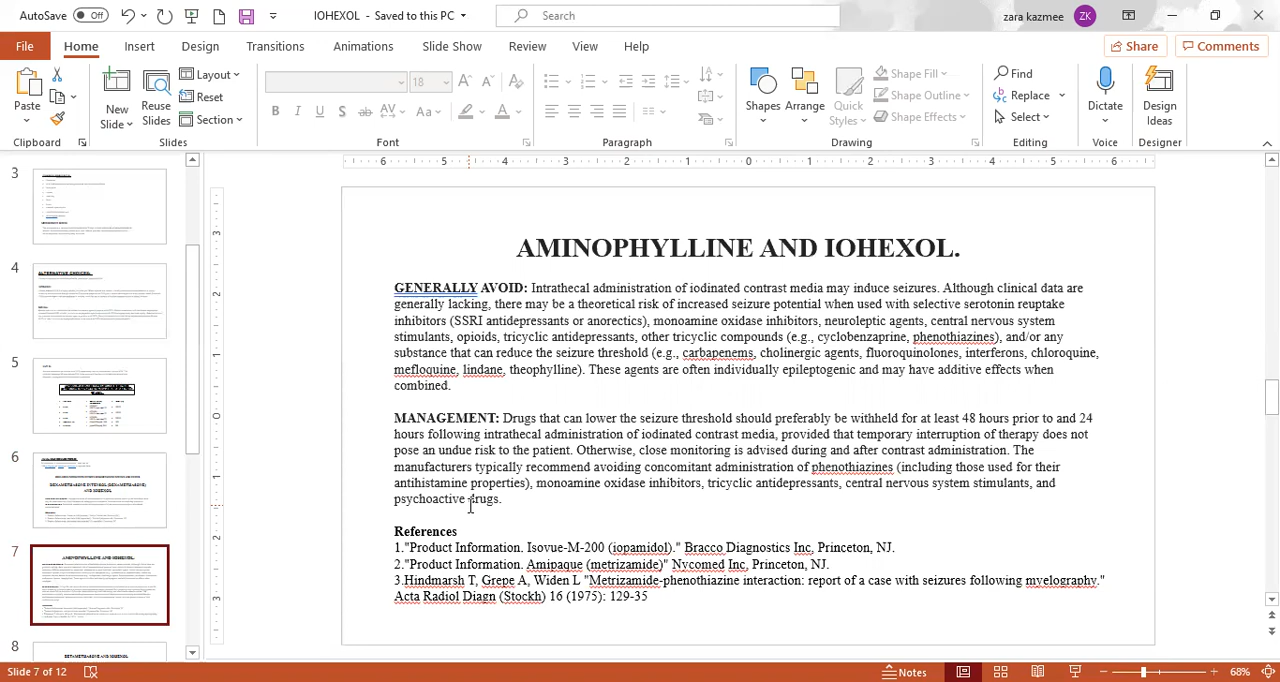 AutoSave Off IOHEXOL - Saved to this PC Search zara kazmee ZK
File Home Insert Design Transitions Animations Slide Show Review View Help Share Comments
Paste New Slide Reuse Slides Layout Reset Section 18 Shapes Arrange Quick Styles Shape Fill Shape Outline Shape Effects Find Replace Select Dictate Design Ideas
Clipboard Slides Font Paragraph Drawing Editing Voice Designer
3
4
5
6
7
8
AMINOPHYLLINE AND IOHEXOL.
GENERALLY AVOID: Intrathecal administration of iodinated contrast media may induce seizures. Although clinical data are
generally lacking, there may be a theoretical risk of increased seizure potential when used with selective serotonin reuptake
inhibitors (SSRI antidepressants or anorectics), monoamine oxidase inhibitors, neuroleptic agents, central nervous system
stimulants, opioids, tricyclic antidepressants, other tricyclic compounds (e.g., cyclobenzaprine, phenothiazines), and/or any
substance that can reduce the seizure threshold (e.g., carbapenems, cholinergic agents, fluoroquinolones, interferons, chloroquine,
mefloquine, lindane, theophylline). These agents are often individually epileptogenic and may have additive effects when
combined.
MANAGEMENT: Drugs that can lower the seizure threshold should preferably be withheld for at least 48 hours prior to and 24
hours following intrathecal administration of iodinated contrast media, provided that temporary interruption of therapy does not
pose an undue risk to the patient. Otherwise, close monitoring is advised during and after contrast administration. The
manufacturers typically recommend avoiding concomitant administration of phenothiazines (including those used for their
antihistamine properties), monoamine oxidase inhibitors, tricyclic antidepressants, central nervous system stimulants, and
psychoactive drugs.
References
1."Product Information. Isovue-M-200 (iopamidol)." Bracco Diagnostics Inc, Princeton, NJ.
2."Product Information. Amipaque (metrizamide)" Nycomed Inc, Princeton, NJ.
3.Hindmarsh T, Grepe A, Widen L "Metrizamide-phenothiazine interaction: report of a case with seizures following myelography."
Acta Radiol Diagn (Stockh) 16 (1975): 129-35
Slide 7 of 12 Notes 68%